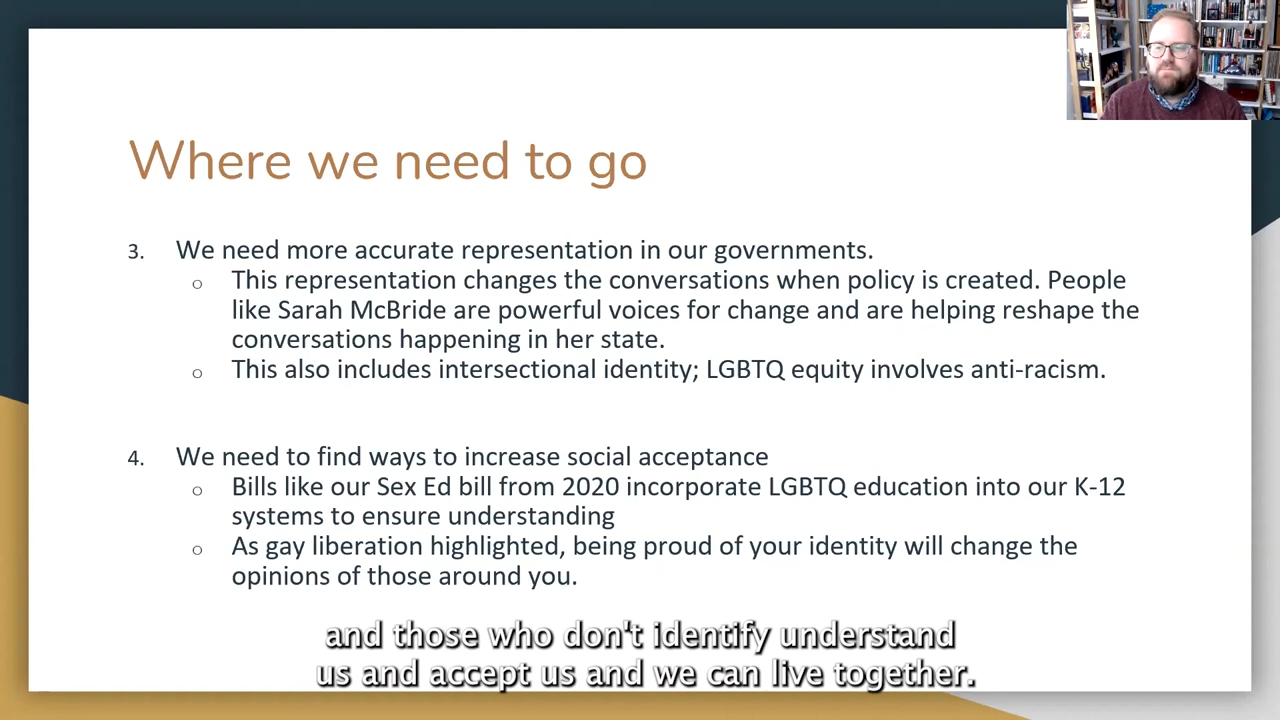 Where we need to go
3. We need more accurate representation in our governments.
○ This representation changes the conversations when policy is created. People
like Sarah McBride are powerful voices for change and are helping reshape the
conversations happening in her state.
○ This also includes intersectional identity; LGBTQ equity involves anti-racism.
4. We need to find ways to increase social acceptance
○ Bills like our Sex Ed bill from 2020 incorporate LGBTQ education into our K-12
systems to ensure understanding
○ As gay liberation highlighted, being proud of your identity will change the
opinions of those around you.
and those who don't identify understand
us and accept us and we can live together.